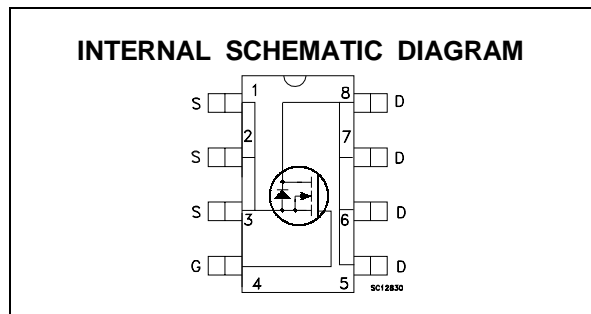 INTERNAL SCHEMATIC DIAGRAM
1 8
S D
2 7
S D
S D
3 6
G D
4 5
SC12830